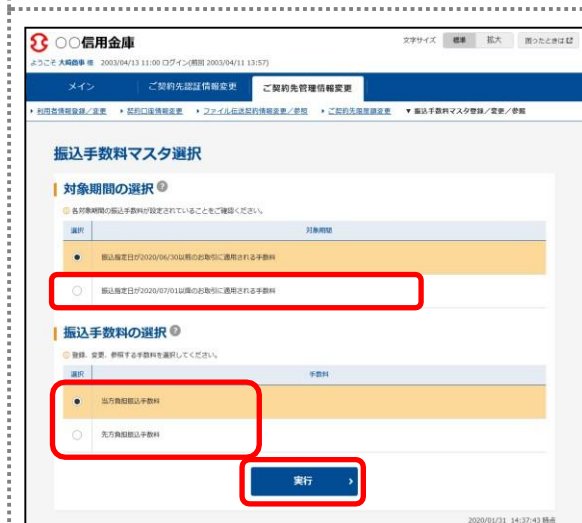 〇〇信用金庫
文字サイズ 標準 拡大 困ったときは
ようこそ 大崎商事 様 2003/04/13 11:00 ログイン(前回 2003/04/11 13:57)
メイン ご契約先認証情報変更 ご契約先管理情報変更
利用者情報登録/変更 契約口座情報変更 ファイル伝送契約情報変更/参照 ご契約先限度額変更 ▼ 振込手数料マスタ登録/変更/参照
振込手数料マスタ選択
対象期間の選択 ?
各対象期間の振込手数料が設定されていることをご確認ください。
選択 対象期間
振込指定日が2020/06/30以前のお取引に適用される手数料
振込指定日が2020/07/01以降のお取引に適用される手数料
振込手数料の選択 ?
登録、変更、参照する手数料を選択してください。
選択 手数料
当方負担振込手数料
先方負担振込手数料
実行
2020/01/31 14:37:43 時点